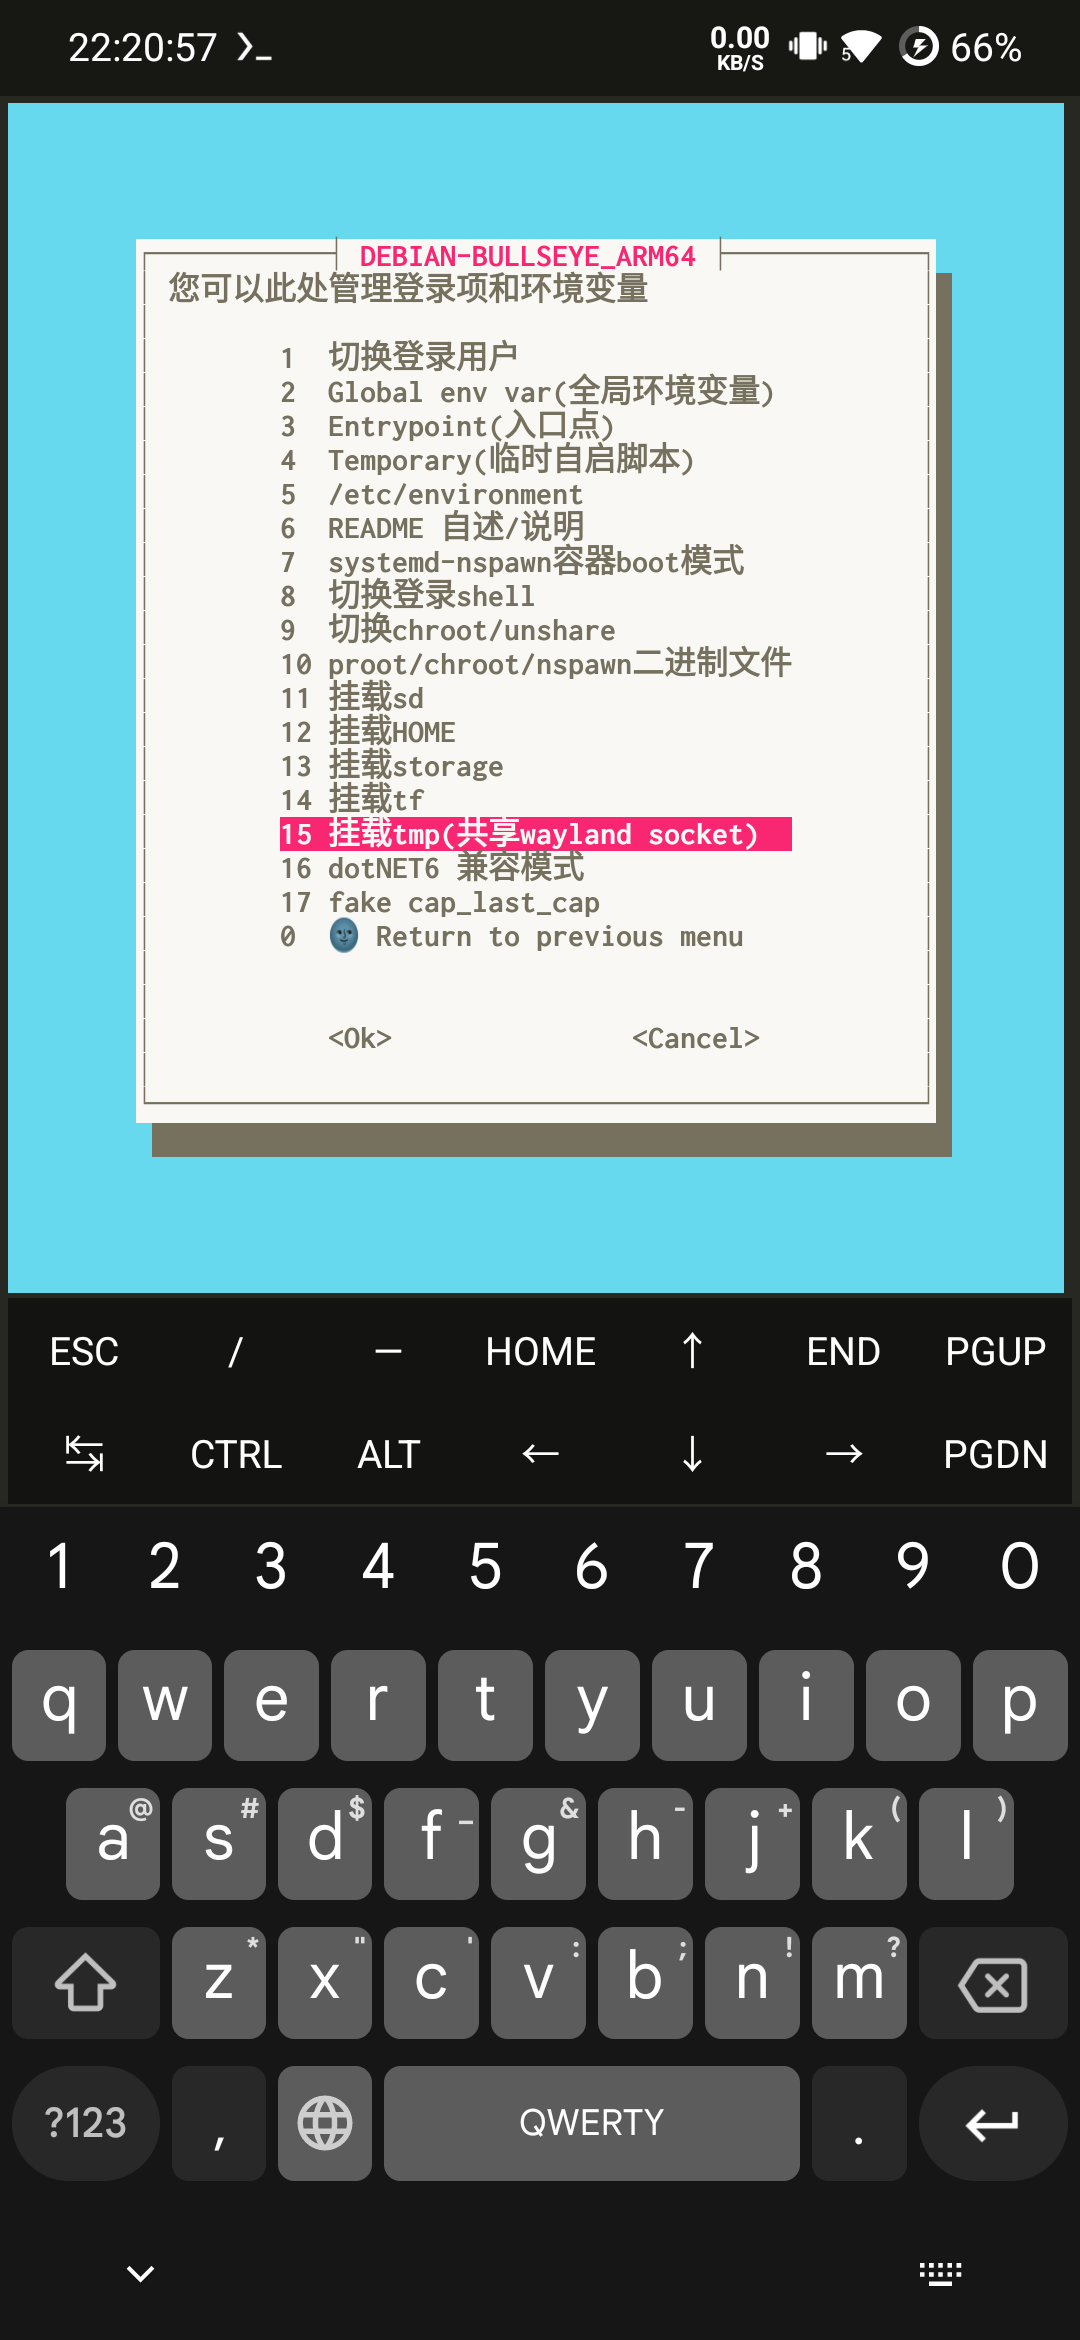 22:20:57
0.00
KB/S
5
66%
DEBIAN-BULLSEYE_ARM64
您可以此处管理登录项和环境变量
1 切换登录用户
2 Global env var(全局环境变量)
3 Entrypoint(入口点)
4 Temporary(临时自启脚本)
5 /etc/environment
6 README 自述/说明
7 systemd-nspawn容器boot模式
8 切换登录shell
9 切换chroot/unshare
10 proot/chroot/nspawn二进制文件
11 挂载sd
12 挂载HOME
13 挂载storage
14 挂载tf
15 挂载tmp(共享wayland socket)
16 dotNET6 兼容模式
17 fake cap_last_cap
0 🌚 Return to previous menu
<Ok> <Cancel>
ESC / — HOME ↑ END PGUP
↹ CTRL ALT ← ↓ → PGDN
1 2 3 4 5 6 7 8 9 0
q w e r t y u i o p
@ # $ _ & - + ( )
a s d f g h j k l
* " ' : ; ! ?
z x c v b n m
?123 , QWERTY .